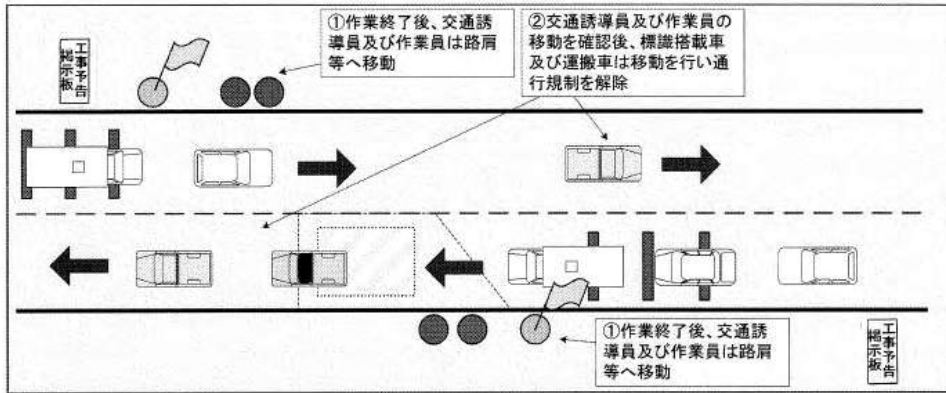 ①作業終了後、交通誘
導員及び作業員は路肩
等へ移動
②交通誘導員及び作業員の
移動を確認後、標識搭載車
及び運搬車は移動を行い通
行規制を解除
工事予告
掲示板
①作業終了後、交通誘
導員及び作業員は路肩
等へ移動
工事予告
掲示板